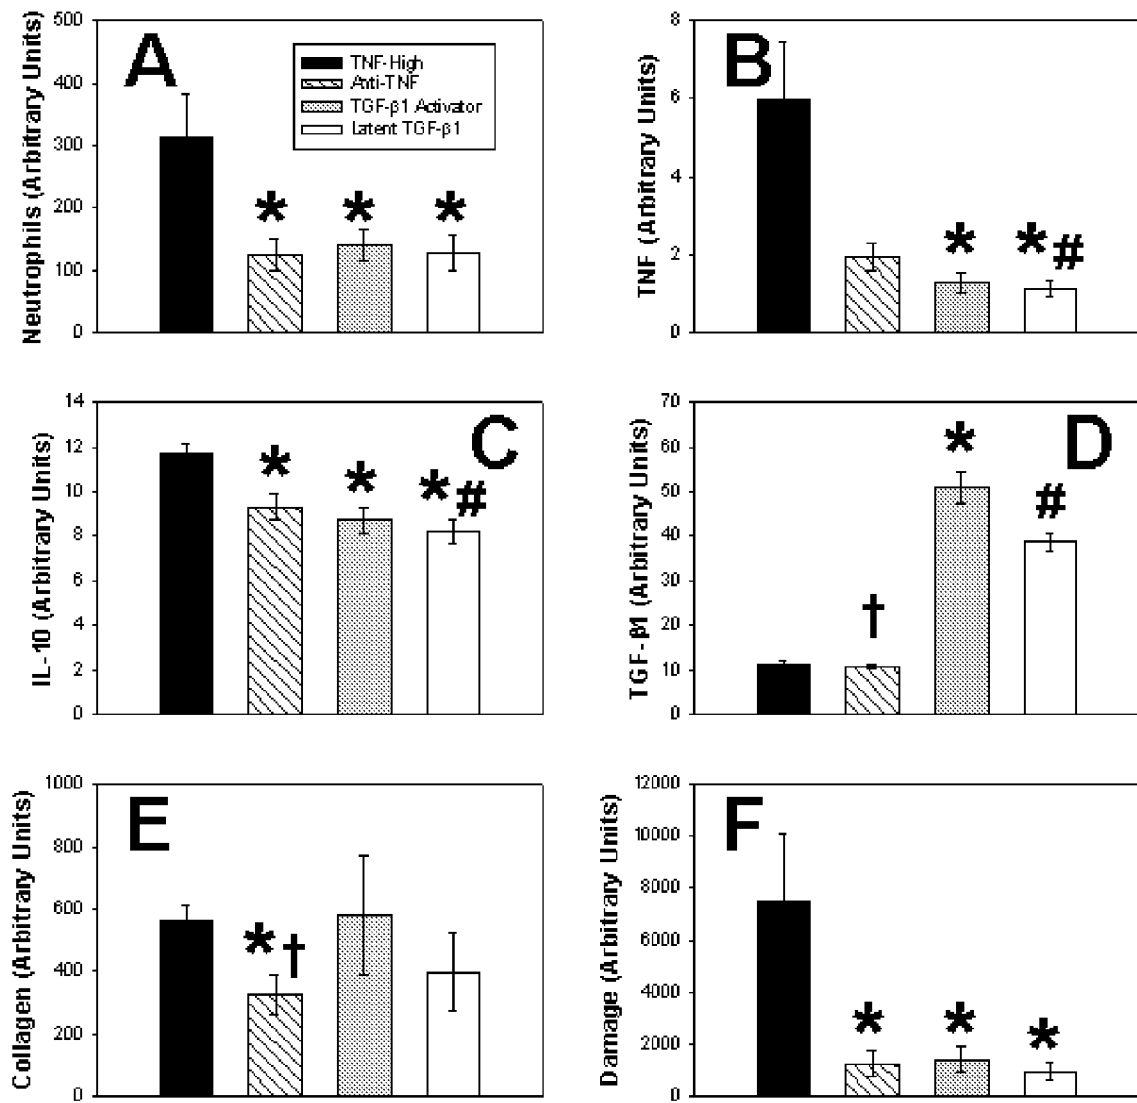 Neutrophils (Arbitrary Units)
500
400
300
200
100
0
A
TNF-High
Anti-TNF
TGF-β1 Activator
Latent TGF-β1
* * *
TNF (Arbitrary Units)
8
6
4
2
0
B
* *#
IL-10 (Arbitrary Units)
14
12
10
8
6
4
2
0
C
* * *#
TGF-β1 (Arbitrary Units)
70
60
50
40
30
20
10
0
D
† * #
Collagen (Arbitrary Units)
1000
800
600
400
200
0
E
*†
Damage (Arbitrary Units)
12000
10000
8000
6000
4000
2000
0
F
* * *